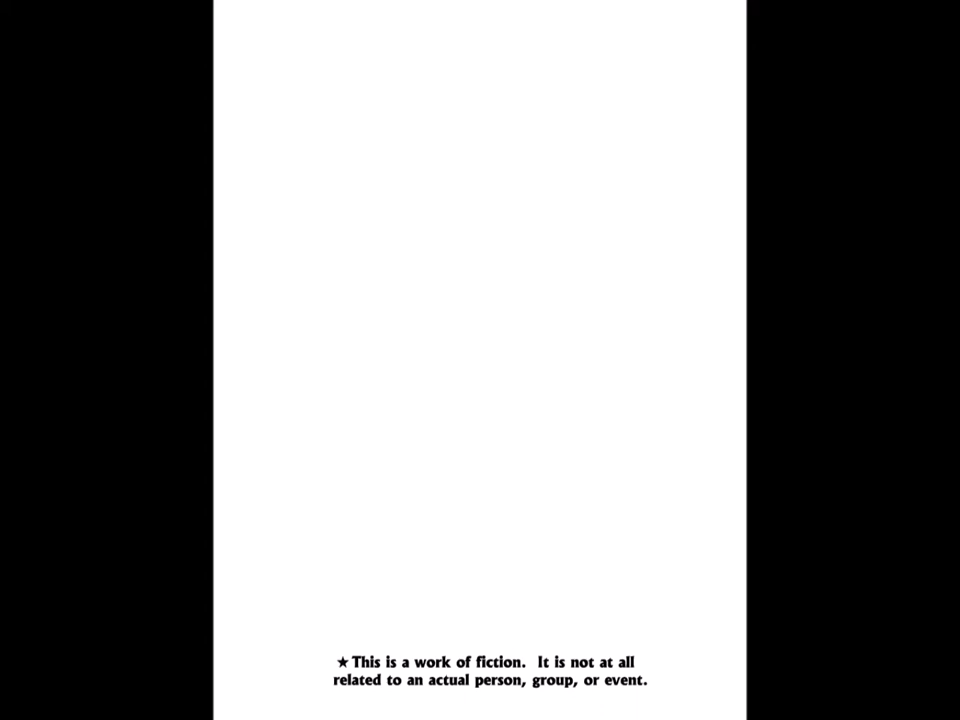 ★This is a work of fiction. It is not at all
related to an actual person, group, or event.